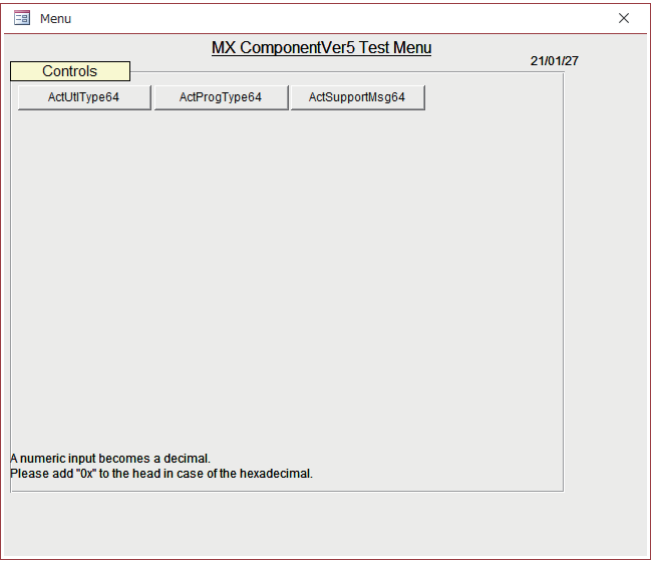 Menu
MX ComponentVer5 Test Menu
21/01/27
Controls
ActUtlType64 ActProgType64 ActSupportMsg64
A numeric input becomes a decimal.
Please add "0x" to the head in case of the hexadecimal.